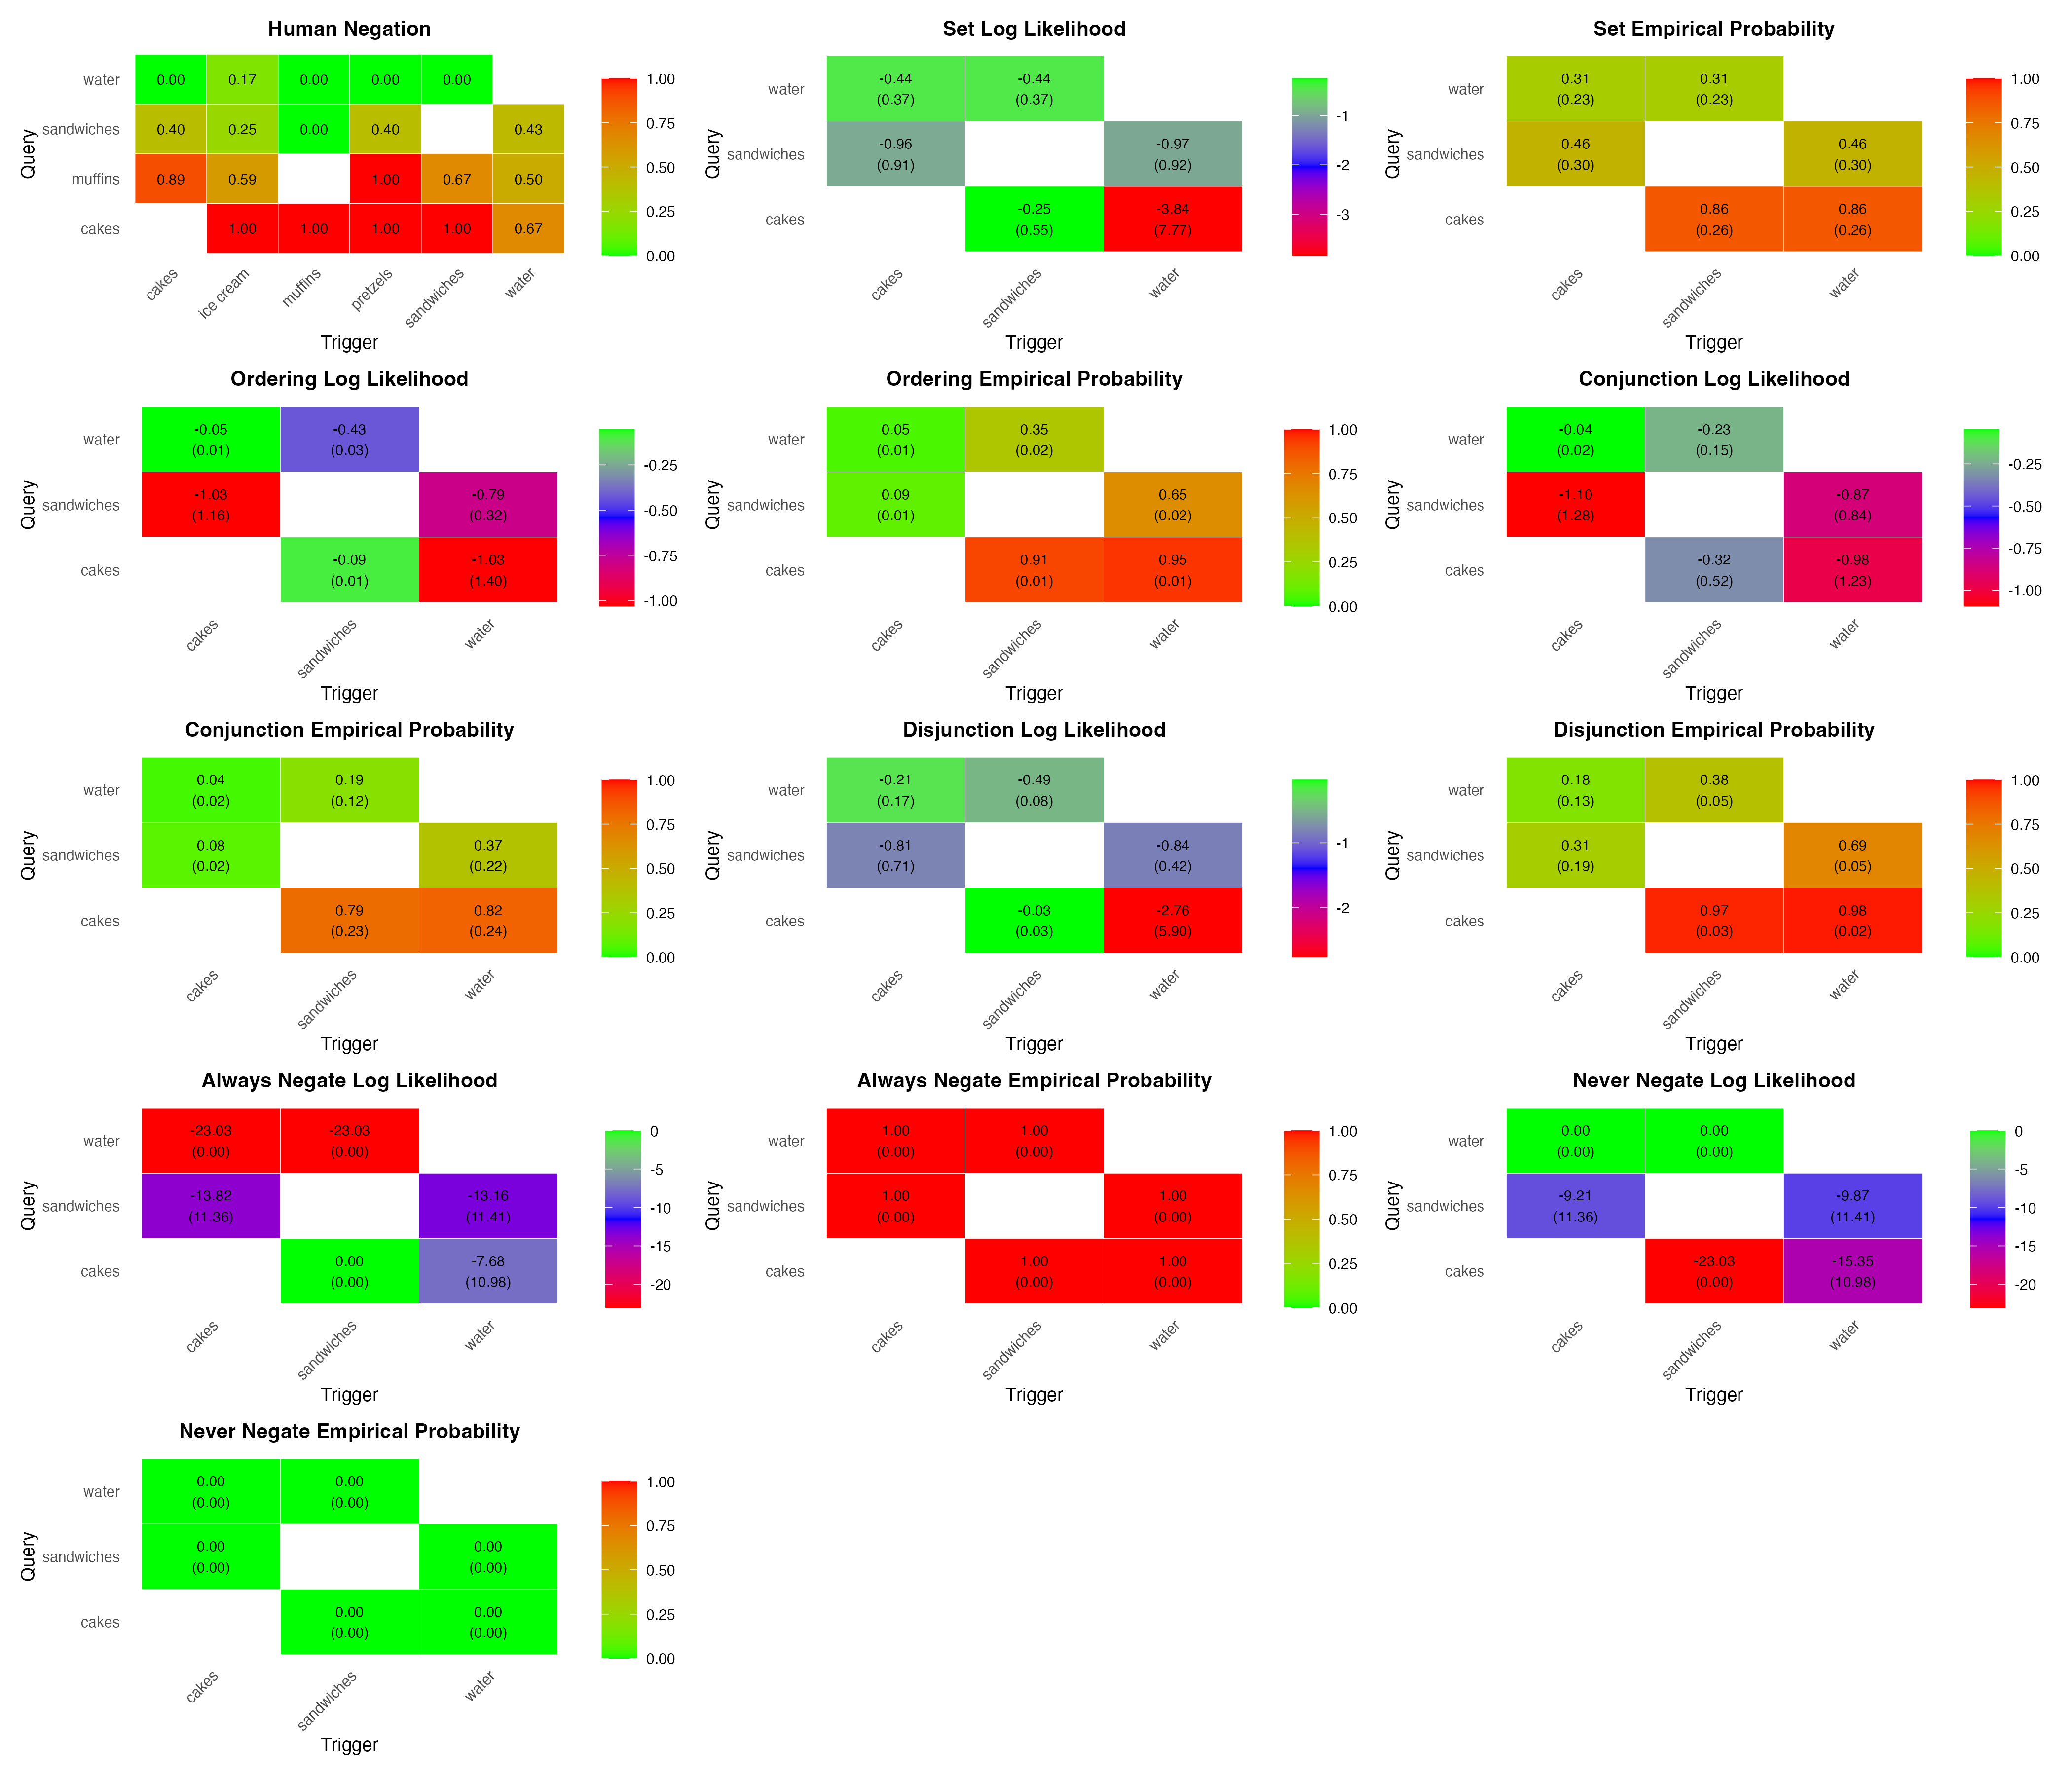 Human Negation
Set Log Likelihood
Set Empirical Probability
Query
water
sandwiches
muffins
cakes
0.00 0.17 0.00 0.00 0.00
0.40 0.25 0.00 0.40 0.43
0.89 0.59 1.00 0.67 0.50
1.00 1.00 1.00 1.00 0.67
cakes ice cream muffins pretzels sandwiches water
Trigger
1.00
0.75
0.50
0.25
0.00
Query
water
sandwiches
cakes
-0.44 -0.44
(0.37) (0.37)
-0.96 -0.97
(0.91) (0.92)
-0.25 -3.84
(0.55) (7.77)
cakes sandwiches water
Trigger
-1
-2
-3
Query
water
sandwiches
cakes
0.31 0.31
(0.23) (0.23)
0.46 0.46
(0.30) (0.30)
0.86 0.86
(0.26) (0.26)
cakes sandwiches water
Trigger
1.00
0.75
0.50
0.25
0.00
Ordering Log Likelihood
Ordering Empirical Probability
Conjunction Log Likelihood
Query
water
sandwiches
cakes
-0.05 -0.43
(0.01) (0.03)
-1.03 -0.79
(1.16) (0.32)
-0.09 -1.03
(0.01) (1.40)
cakes sandwiches water
Trigger
-0.25
-0.50
-0.75
-1.00
Query
water
sandwiches
cakes
0.05 0.35
(0.01) (0.02)
0.09 0.65
(0.01) (0.02)
0.91 0.95
(0.01) (0.01)
cakes sandwiches water
Trigger
1.00
0.75
0.50
0.25
0.00
Query
water
sandwiches
cakes
-0.04 -0.23
(0.02) (0.15)
-1.10 -0.87
(1.28) (0.84)
-0.32 -0.98
(0.52) (1.23)
cakes sandwiches water
Trigger
-0.25
-0.50
-0.75
-1.00
Conjunction Empirical Probability
Disjunction Log Likelihood
Disjunction Empirical Probability
Query
water
sandwiches
cakes
0.04 0.19
(0.02) (0.12)
0.08 0.37
(0.02) (0.22)
0.79 0.82
(0.23) (0.24)
cakes sandwiches water
Trigger
1.00
0.75
0.50
0.25
0.00
Query
water
sandwiches
cakes
-0.21 -0.49
(0.17) (0.08)
-0.81 -0.84
(0.71) (0.42)
-0.03 -2.76
(0.03) (5.90)
cakes sandwiches water
Trigger
-1
-2
Query
water
sandwiches
cakes
0.18 0.38
(0.13) (0.05)
0.31 0.69
(0.19) (0.05)
0.97 0.98
(0.03) (0.02)
cakes sandwiches water
Trigger
1.00
0.75
0.50
0.25
0.00
Always Negate Log Likelihood
Always Negate Empirical Probability
Never Negate Log Likelihood
Query
water
sandwiches
cakes
-23.03 -23.03
(0.00) (0.00)
-13.82 -13.16
(11.36) (11.41)
0.00 -7.68
(0.00) (10.98)
cakes sandwiches water
Trigger
0
-5
-10
-15
-20
Query
water
sandwiches
cakes
1.00 1.00
(0.00) (0.00)
1.00 1.00
(0.00) (0.00)
1.00 1.00
(0.00) (0.00)
cakes sandwiches water
Trigger
1.00
0.75
0.50
0.25
0.00
Query
water
sandwiches
cakes
0.00 0.00
(0.00) (0.00)
-9.21 -9.87
(11.36) (11.41)
-23.03 -15.35
(0.00) (10.98)
cakes sandwiches water
Trigger
0
-5
-10
-15
-20
Never Negate Empirical Probability
Query
water
sandwiches
cakes
0.00 0.00
(0.00) (0.00)
0.00 0.00
(0.00) (0.00)
0.00 0.00
(0.00) (0.00)
cakes sandwiches water
Trigger
1.00
0.75
0.50
0.25
0.00